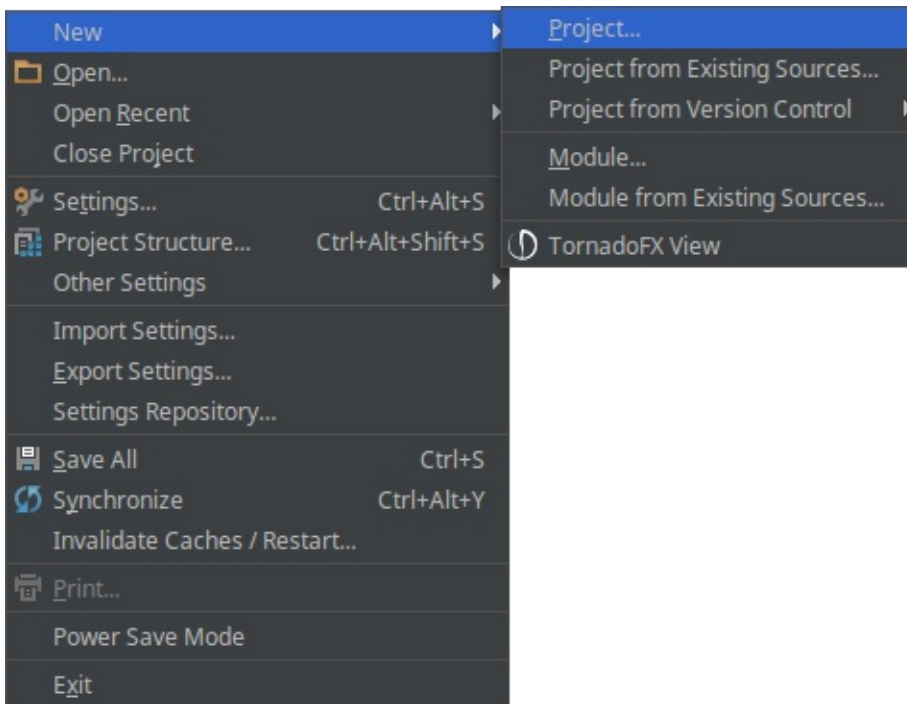 New
Open...
Open Recent
Close Project
Settings... Ctrl+Alt+S
Project Structure... Ctrl+Alt+Shift+S
Other Settings
Import Settings...
Export Settings...
Settings Repository...
Save All Ctrl+S
Synchronize Ctrl+Alt+Y
Invalidate Caches / Restart...
Print...
Power Save Mode
Exit
Project...
Project from Existing Sources...
Project from Version Control
Module...
Module from Existing Sources...
TornadoFX View